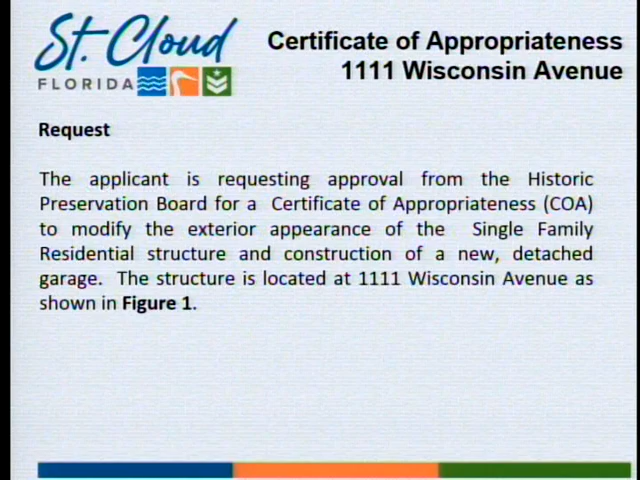 St. Cloud
FLORIDA
Certificate of Appropriateness
1111 Wisconsin Avenue
Request
The applicant is requesting approval from the Historic
Preservation Board for a Certificate of Appropriateness (COA)
to modify the exterior appearance of the Single Family
Residential structure and construction of a new, detached
garage. The structure is located at 1111 Wisconsin Avenue as
shown in Figure 1.